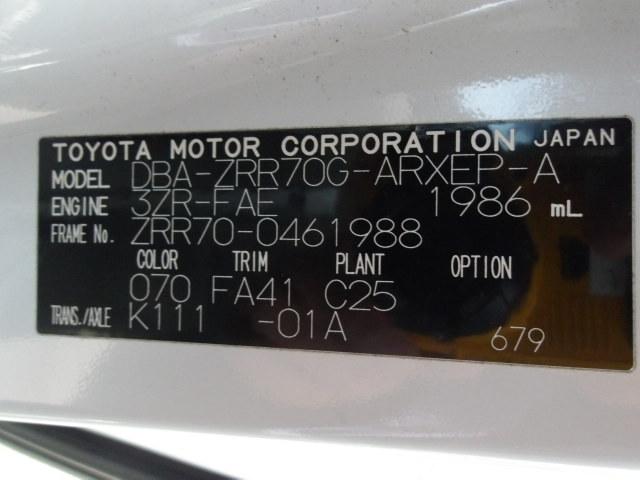 TOYOTA MOTOR CORPORATION JAPAN
MODEL DBA-ZRR70G-ARXEP-A
ENGINE 3ZR-FAE 1986 mL
FRAME No. ZRR70-0461988
COLOR TRIM PLANT OPTION
070 FA41 C25
TRANS./AXLE K111 -01A
679